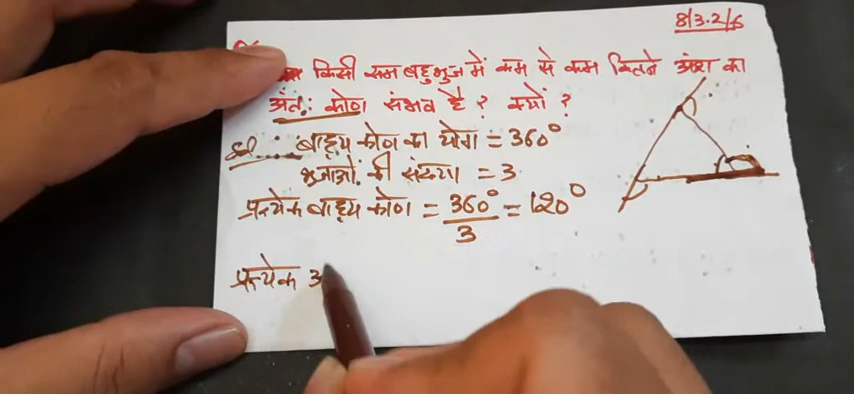 8/3.2/6
किसी सम बहुभुज में कम से कम कितने अंश का
अंतः कोण संभव है? क्यों?
बाह्य कोण का योग = 360°
भुजाओं की संख्या = 3
प्रत्येक बाह्य कोण = 360°/3 = 120°
प्रत्येक अ